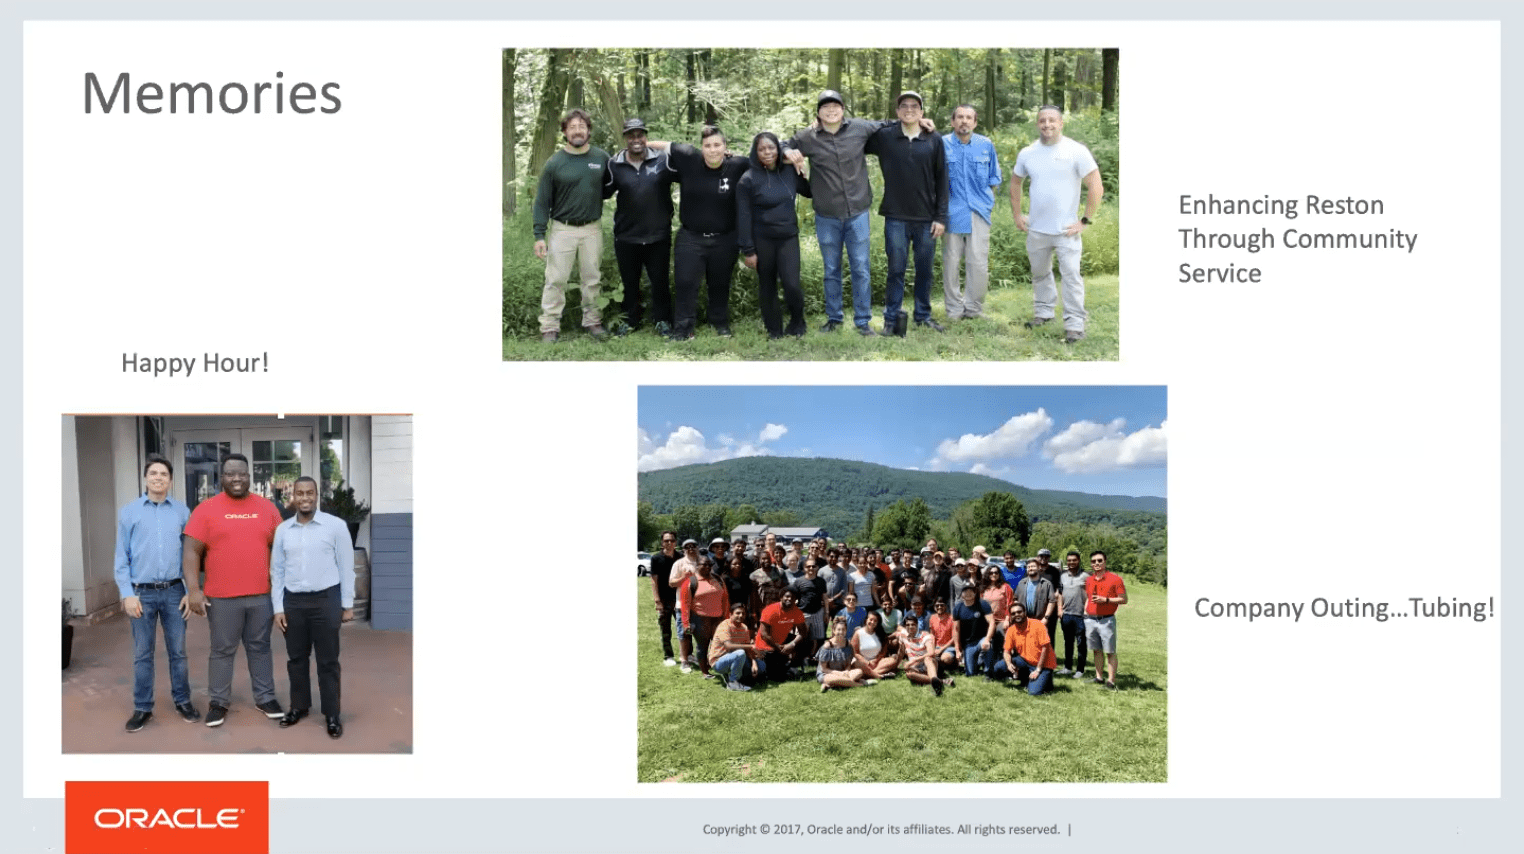 Memories
Enhancing Reston
Through Community
Service
Happy Hour!
ORACLE
Company Outing...Tubing!
ORACLE
Copyright © 2017, Oracle and/or its affiliates. All rights reserved. |